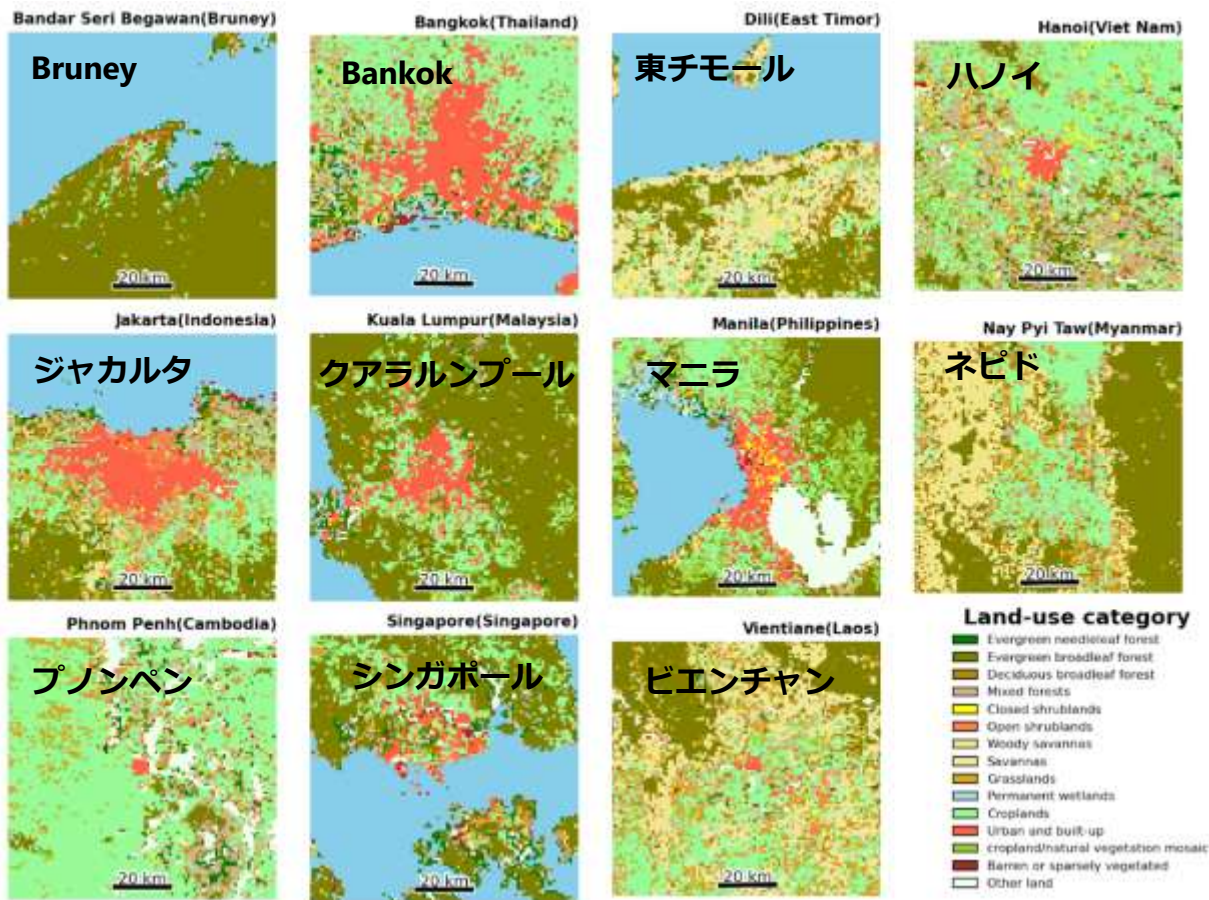 Bandar Seri Begawan(Bruney)
Bruney
20 km
Bangkok(Thailand)
Bankok
20 km
Dili(East Timor)
東チモール
20 km
Hanoi(Viet Nam)
ハノイ
20 km
Jakarta(Indonesia)
ジャカルタ
20 km
Kuala Lumpur(Malaysia)
クアラルンプール
20 km
Manila(Philippines)
マニラ
20 km
Nay Pyi Taw(Myanmar)
ネピド
20 km
Phnom Penh(Cambodia)
プノンペン
20 km
Singapore(Singapore)
シンガポール
20 km
Vientiane(Laos)
ビエンチャン
20 km
Land-use category
Evergreen needleleaf forest
Evergreen broadleaf forest
Deciduous broadleaf forest
Mixed forests
Closed shrublands
Open shrublands
Woody savannas
Savannas
Grasslands
Permanent wetlands
Croplands
Urban and built-up
cropland/natural vegetation mosaic
Barren or sparsely vegetated
Other land